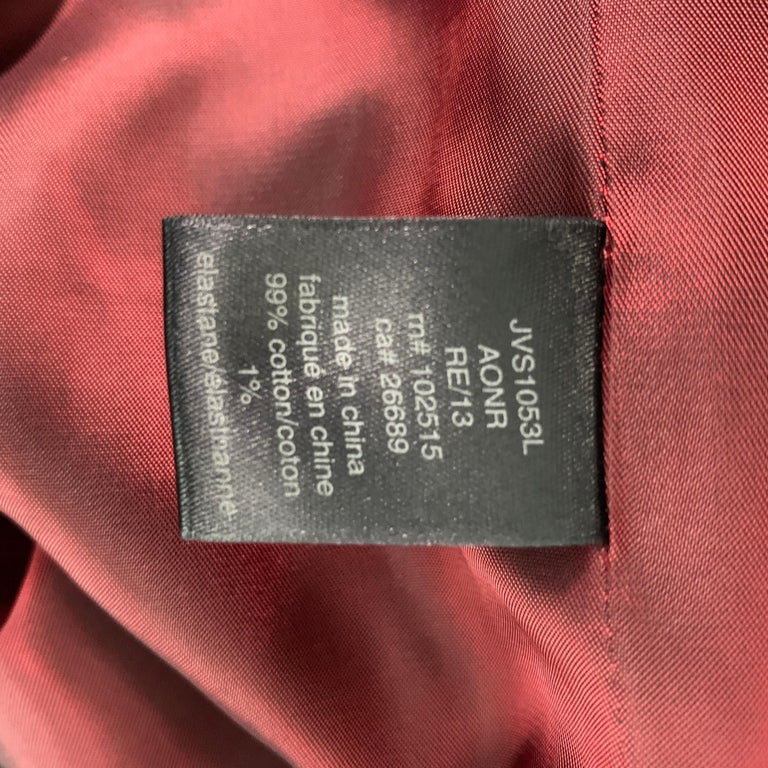 JVS1053L
AONR
RE/13
rn# 102515
ca# 26689
made in china
fabriqué en chine
99% cotton/coton
1%
elastane/élasthanne